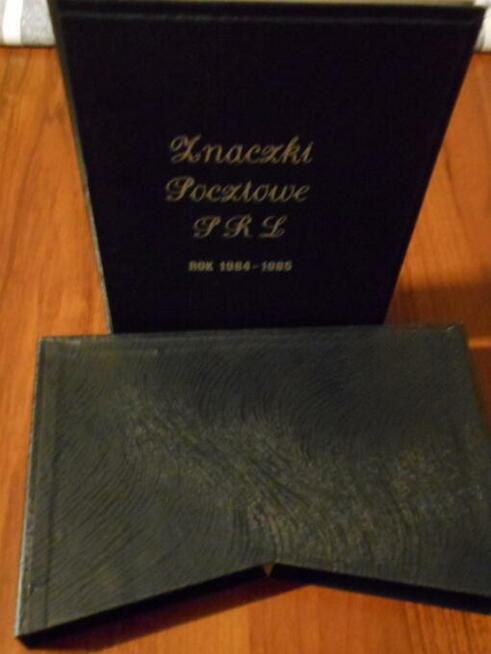 Znaczki
Pocztowe
PRL
ROK 1984-1985